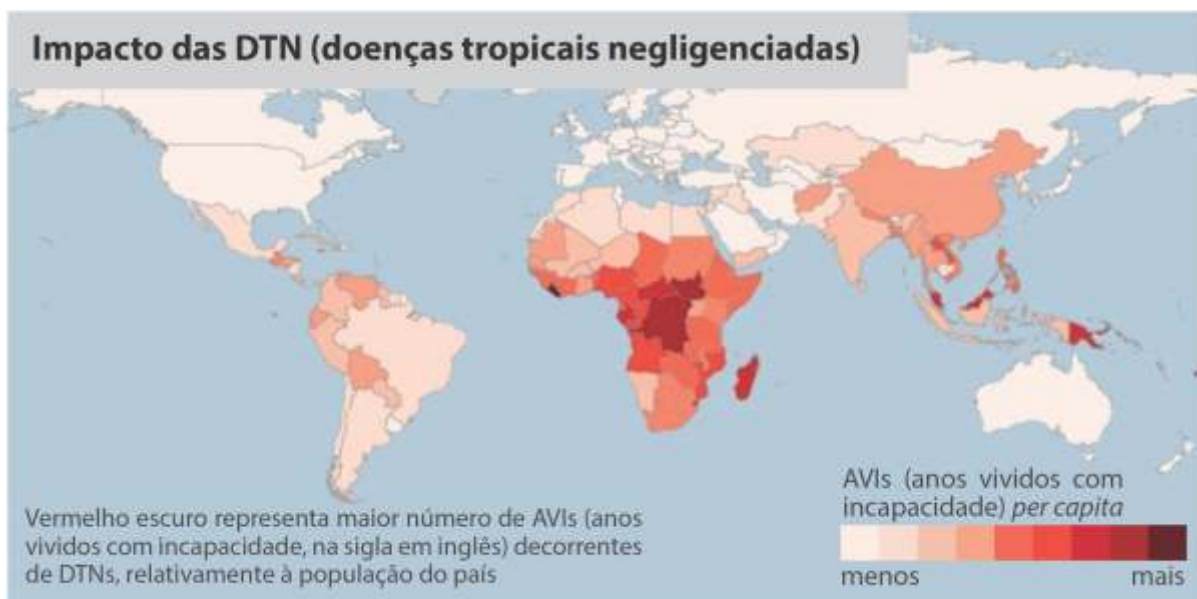 Impacto das DTN (doenças tropicais negligenciadas)
Vermelho escuro representa maior número de AVIs (anos
vividos com incapacidade, na sigla em inglês) decorrentes
de DTNs, relativamente à população do país
AVIs (anos vividos com
incapacidade) per capita
menos mais